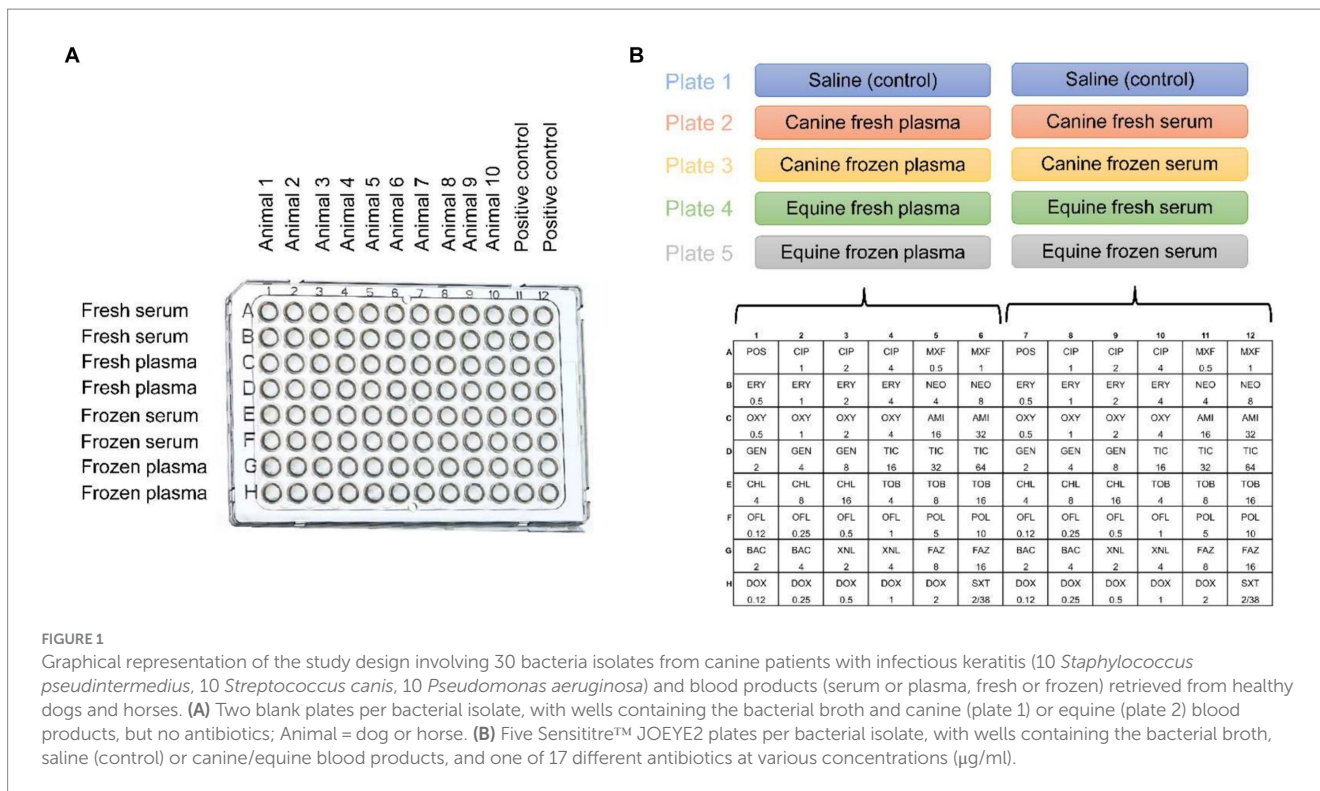 A
Animal 1
Animal 2
Animal 3
Animal 4
Animal 5
Animal 6
Animal 7
Animal 8
Animal 9
Animal 10
Positive control
Positive control
1 2 3 4 5 6 7 8 9 10 11 12
Fresh serum A
Fresh serum B
Fresh plasma C
Fresh plasma D
Frozen serum E
Frozen serum F
Frozen plasma G
Frozen plasma H
B
Plate 1 Saline (control) Saline (control)
Plate 2 Canine fresh plasma Canine fresh serum
Plate 3 Canine frozen plasma Canine frozen serum
Plate 4 Equine fresh plasma Equine fresh serum
Plate 5 Equine frozen plasma Equine frozen serum
1 2 3 4 5 6 7 8 9 10 11 12
A POS CIP CIP CIP MXF MXF POS CIP CIP CIP MXF MXF
1 2 4 0.5 1 1 2 4 0.5 1
B ERY ERY ERY ERY NEO NEO ERY ERY ERY ERY NEO NEO
0.5 1 2 4 4 8 0.5 1 2 4 4 8
C OXY OXY OXY OXY AMI AMI OXY OXY OXY OXY AMI AMI
0.5 1 2 4 16 32 0.5 1 2 4 16 32
D GEN GEN GEN TIC TIC TIC GEN GEN GEN TIC TIC TIC
2 4 8 16 32 64 2 4 8 16 32 64
E CHL CHL CHL TOB TOB TOB CHL CHL CHL TOB TOB TOB
4 8 16 4 8 16 4 8 16 4 8 16
F OFL OFL OFL OFL POL POL OFL OFL OFL OFL POL POL
0.12 0.25 0.5 1 5 10 0.12 0.25 0.5 1 5 10
G BAC BAC XNL XNL FAZ FAZ BAC BAC XNL XNL FAZ FAZ
2 4 2 4 8 16 2 4 2 4 8 16
H DOX DOX DOX DOX DOX SXT DOX DOX DOX DOX DOX SXT
0.12 0.25 0.5 1 2 2/38 0.12 0.25 0.5 1 2 2/38
FIGURE 1
Graphical representation of the study design involving 30 bacteria isolates from canine patients with infectious keratitis (10 Staphylococcus
pseudintermedius, 10 Streptococcus canis, 10 Pseudomonas aeruginosa) and blood products (serum or plasma, fresh or frozen) retrieved from healthy
dogs and horses. (A) Two blank plates per bacterial isolate, with wells containing the bacterial broth and canine (plate 1) or equine (plate 2) blood
products, but no antibiotics; Animal = dog or horse. (B) Five Sensititre™ JOEYE2 plates per bacterial isolate, with wells containing the bacterial broth,
saline (control) or canine/equine blood products, and one of 17 different antibiotics at various concentrations (μg/ml).